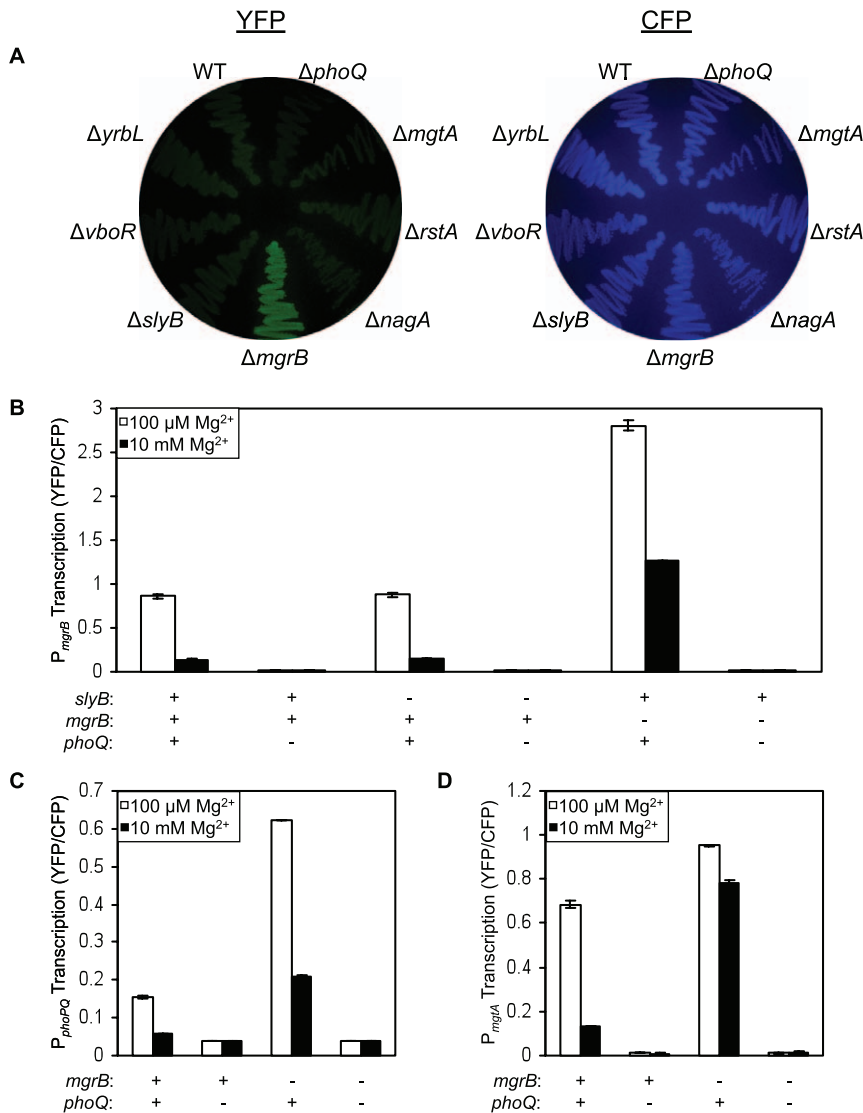 YFP CFP
A
WT ΔphoQ WT ΔphoQ
ΔyrbL ΔmgtA ΔyrbL ΔmgtA
ΔvboR ΔrstA ΔvboR ΔrstA
ΔslyB ΔnagA ΔslyB ΔnagA
ΔmgrB ΔmgrB
B
3
100 µM Mg2+
10 mM Mg2+
2.5
2
1.5
1
0.5
0
PmgrB Transcription (YFP/CFP)
slyB: + + - - + +
mgrB: + + + + - -
phoQ: + - + - + -
C
0.7
100 µM Mg2+
10 mM Mg2+
0.6
0.5
0.4
0.3
0.2
0.1
0
PphoPQ Transcription (YFP/CFP)
mgrB: + + - -
phoQ: + - + -
D
1.2
100 µM Mg2+
10 mM Mg2+
1
0.8
0.6
0.4
0.2
0
PmgtA Transcription (YFP/CFP)
mgrB: + + - -
phoQ: + - + -